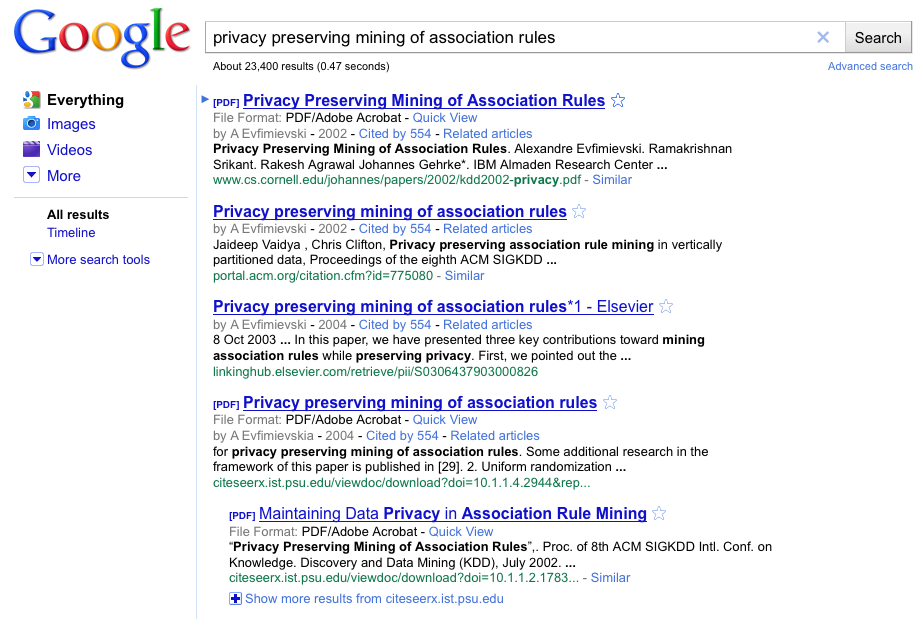 Google
privacy preserving mining of association rules
Search
About 23,400 results (0.47 seconds)
Advanced search
Everything
Images
Videos
More
All results
Timeline
More search tools
[PDF] Privacy Preserving Mining of Association Rules
File Format: PDF/Adobe Acrobat - Quick View
by A Evfimievski - 2002 - Cited by 554 - Related articles
Privacy Preserving Mining of Association Rules. Alexandre Evfimievski. Ramakrishnan
Srikant. Rakesh Agrawal Johannes Gehrke*. IBM Almaden Research Center ...
www.cs.cornell.edu/johannes/papers/2002/kdd2002-privacy.pdf - Similar
Privacy preserving mining of association rules
by A Evfimievski - 2002 - Cited by 554 - Related articles
Jaideep Vaidya , Chris Clifton, Privacy preserving association rule mining in vertically
partitioned data, Proceedings of the eighth ACM SIGKDD ...
portal.acm.org/citation.cfm?id=775080 - Similar
Privacy preserving mining of association rules*1 - Elsevier
by A Evfimievski - 2004 - Cited by 554 - Related articles
8 Oct 2003 ... In this paper, we have presented three key contributions toward mining
association rules while preserving privacy. First, we pointed out the ...
linkinghub.elsevier.com/retrieve/pii/S0306437903000826
[PDF] Privacy preserving mining of association rules
File Format: PDF/Adobe Acrobat - Quick View
by A Evfimievskia - 2004 - Cited by 554 - Related articles
for privacy preserving mining of association rules. Some additional research in the
framework of this paper is published in [29]. 2. Uniform randomization ...
citeseerx.ist.psu.edu/viewdoc/download?doi=10.1.1.4.2944&rep...
[PDF] Maintaining Data Privacy in Association Rule Mining
File Format: PDF/Adobe Acrobat - Quick View
“Privacy Preserving Mining of Association Rules”,. Proc. of 8th ACM SIGKDD Intl. Conf. on
Knowledge. Discovery and Data Mining (KDD), July 2002. ...
citeseerx.ist.psu.edu/viewdoc/download?doi=10.1.1.2.1783... - Similar
Show more results from citeseerx.ist.psu.edu